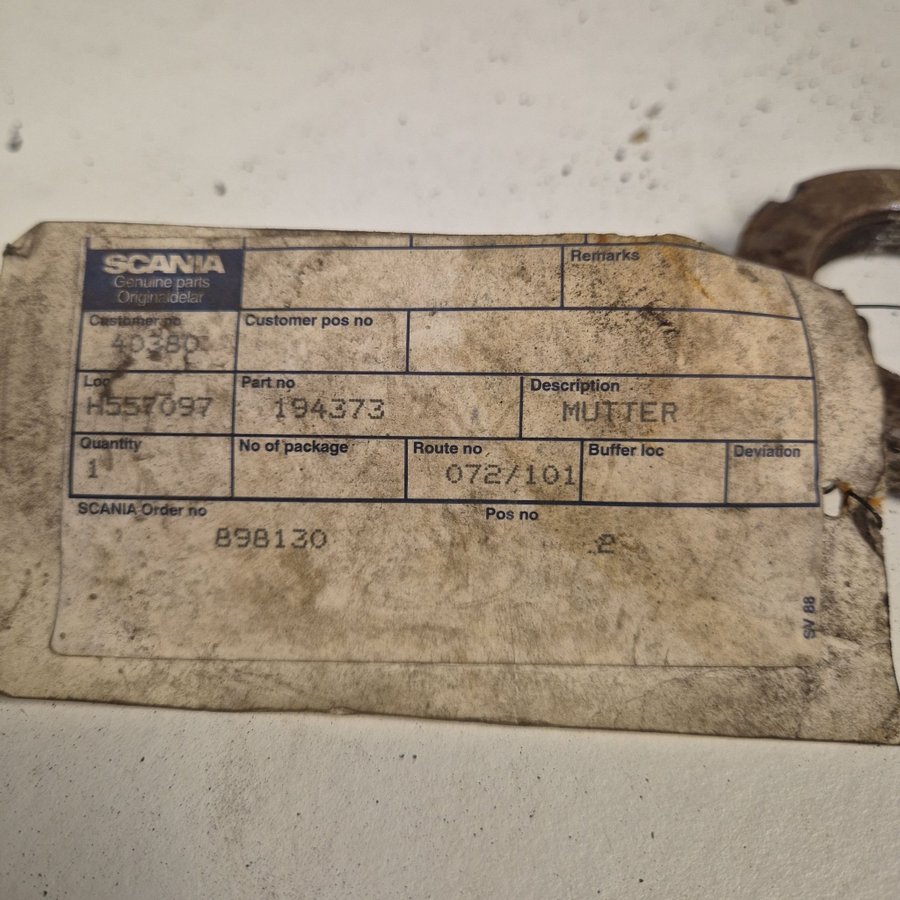 SCANIA
Genuine parts
Originaldelar
Remarks
Customer no
40380
Customer pos no
Loc
H557097
Part no
194373
Description
MUTTER
Quantity
1
No of package
Route no
072/101
Buffer loc
Deviation
SCANIA Order no
898130
Pos no
2
SV 88